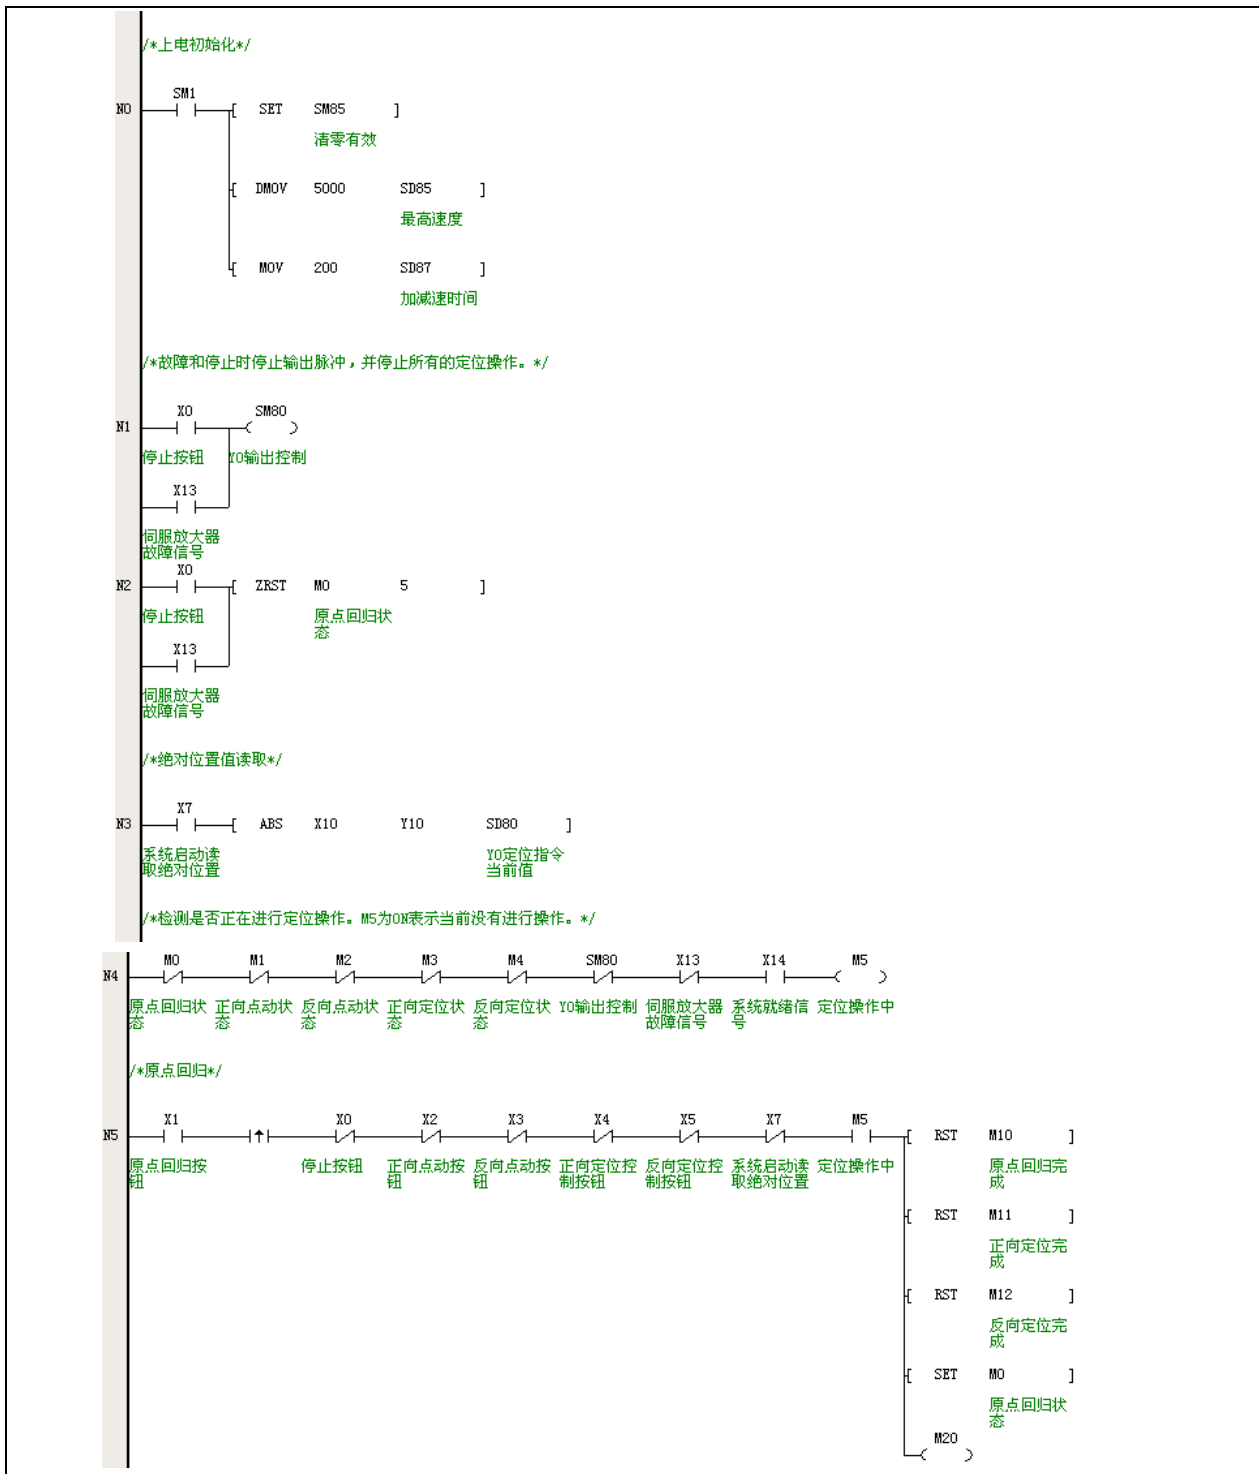 /*上电初始化*/
SM1
N0 [ SET SM85 ]
清零有效
[ DMOV 5000 SD85 ]
最高速度
[ MOV 200 SD87 ]
加减速时间
/*故障和停止时停止输出脉冲，并停止所有的定位操作。*/
X0 SM80
N1
停止按钮 Y0输出控制
X13
伺服放大器
故障信号
X0
N2 [ ZRST M0 5 ]
停止按钮 原点回归状
态
X13
伺服放大器
故障信号
/*绝对位置值读取*/
X7
N3 [ ABS X10 Y10 SD80 ]
系统启动读 Y0定位指令
取绝对位置 当前值
/*检测是否正在进行定位操作。M5为ON表示当前没有进行操作。*/
M0 M1 M2 M3 M4 SM80 X13 X14 M5
N4
原点回归状 正向点动状 反向点动状 正向定位状 反向定位状 Y0输出控制 伺服放大器 系统就绪信 定位操作中
态 态 态 态 态 故障信号 号
/*原点回归*/
X1 X0 X2 X3 X4 X5 X7 M5
N5 [ RST M10 ]
原点回归按 停止按钮 正向点动按 反向点动按 正向定位控 反向定位控 系统启动读 定位操作中 原点回归完
钮 钮 钮 制按钮 制按钮 取绝对位置 成
[ RST M11 ]
正向定位完
成
[ RST M12 ]
反向定位完
成
[ SET M0 ]
原点回归状
态
M20